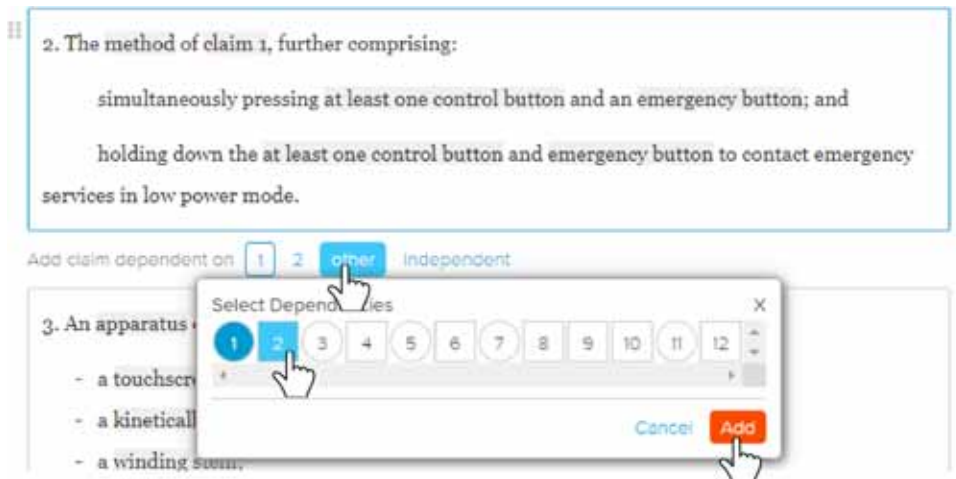 2. The method of claim 1, further comprising:
simultaneously pressing at least one control button and an emergency button; and
holding down the at least one control button and emergency button to contact emergency
services in low power mode.
Add claim dependent on 1 2 other Independent
Select Dependencies X
3. An apparatus
1 2 3 4 5 6 7 8 9 10 11 12
- a touchscr
- a kineticall
Cancel Add
- a winding stem;